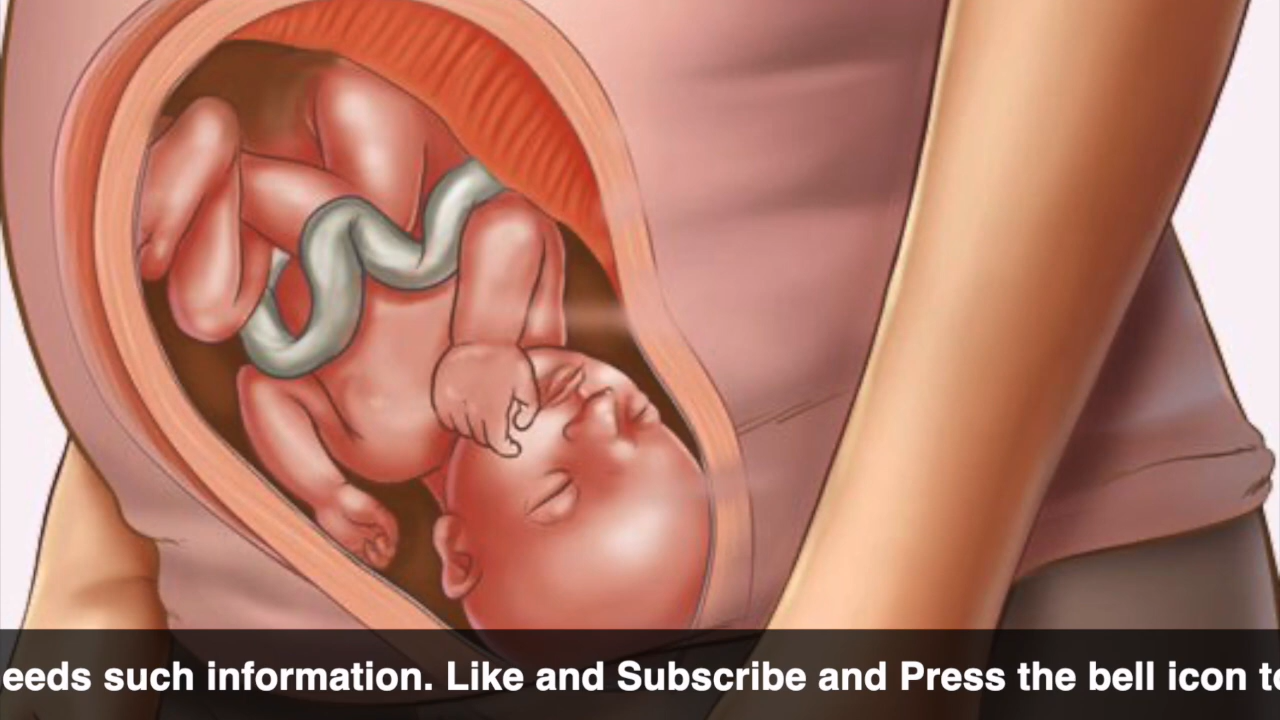 eeds such information. Like and Subscribe and Press the bell icon t